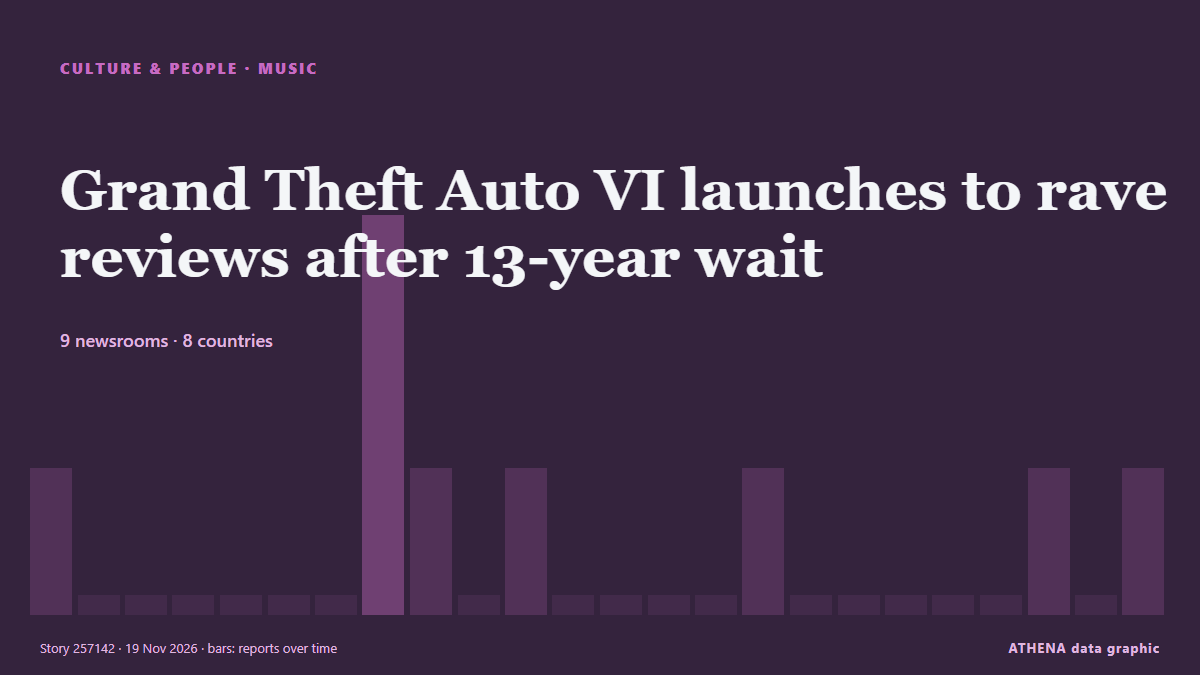 CULTURE & PEOPLE · MUSIC
Grand Theft Auto VI launches to rave
reviews after 13-year wait
9 newsrooms · 8 countries
Story 257142 · 19 Nov 2026 · bars: reports over time
ATHENA data graphic